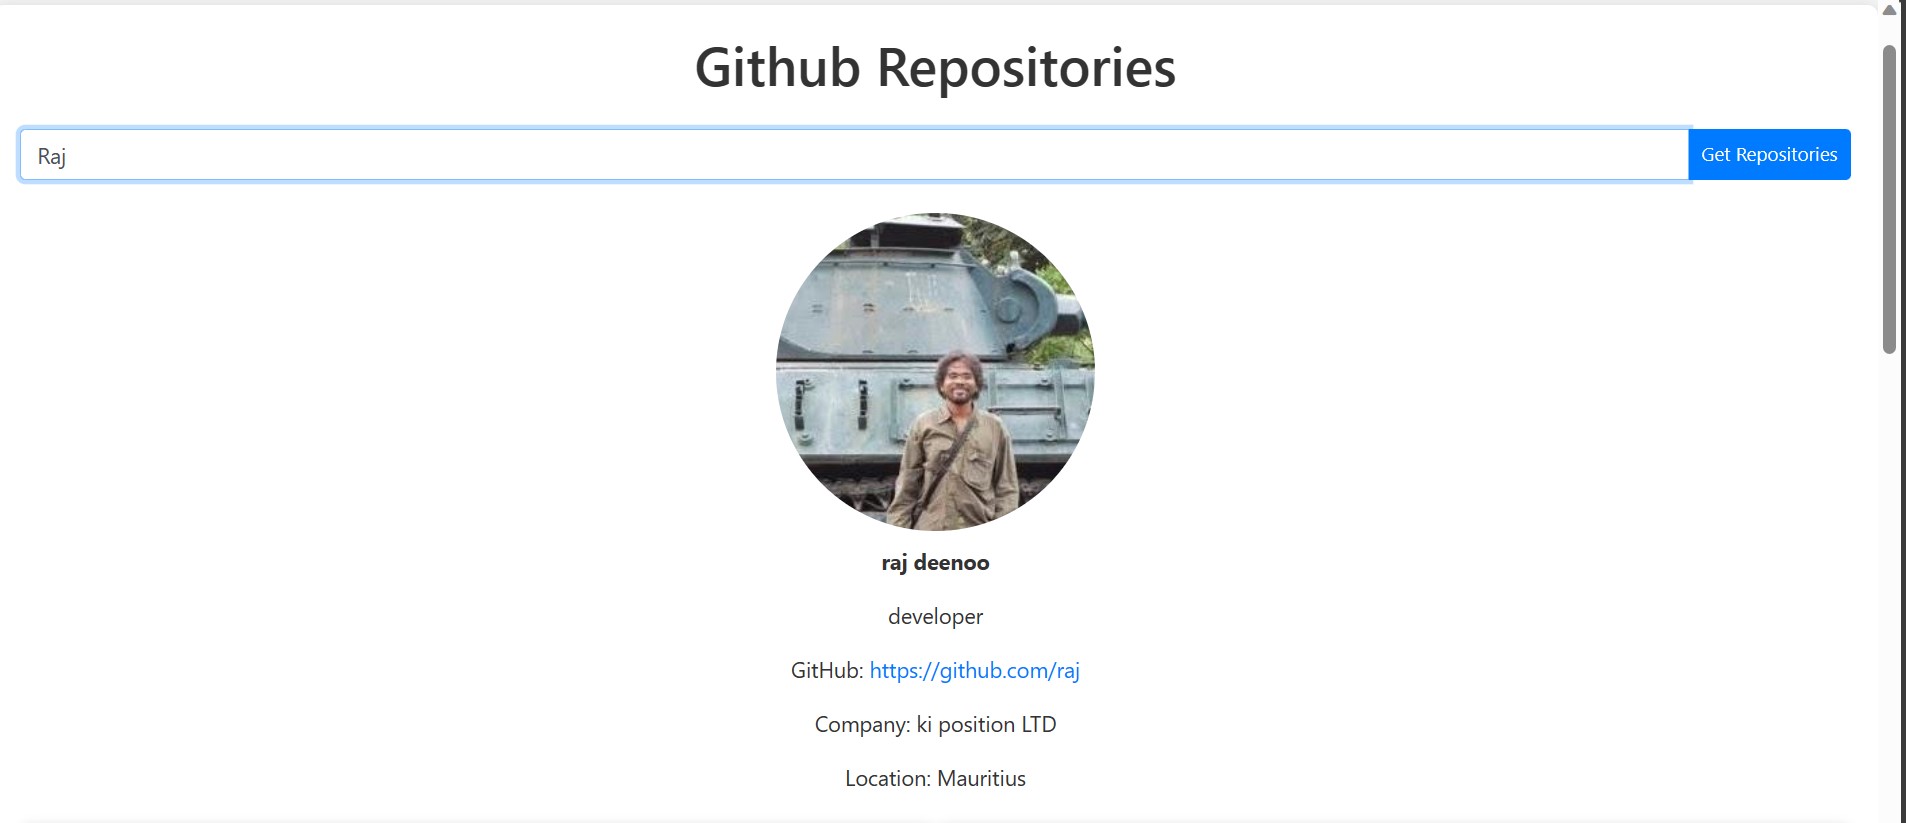 Github Repositories
Raj
Get Repositories
raj deenoo
developer
GitHub: https://github.com/raj
Company: ki position LTD
Location: Mauritius